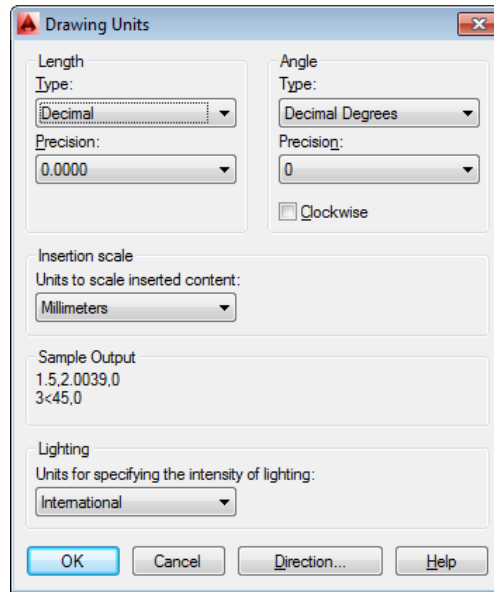 Drawing Units
Length
Type:
Decimal
Precision:
0.0000
Angle
Type:
Decimal Degrees
Precision:
0
Clockwise
Insertion scale
Units to scale inserted content:
Millimeters
Sample Output
1.5,2.0039,0
3<45,0
Lighting
Units for specifying the intensity of lighting:
International
OK Cancel Direction... Help